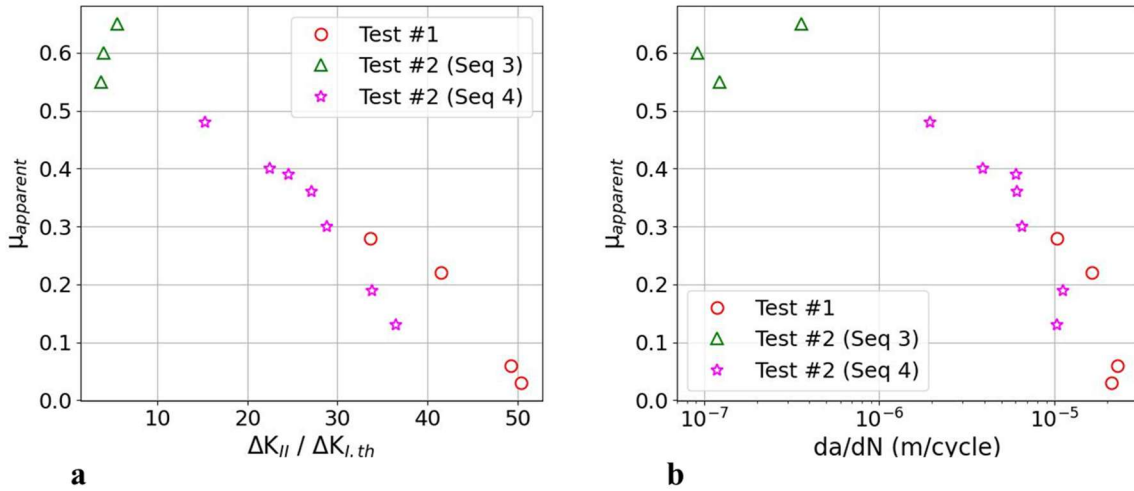 0.6
0.5
0.4
0.3
0.2
0.1
0.0
μapparent
Test #1
Test #2 (Seq 3)
Test #2 (Seq 4)
10 20 30 40 50
ΔKII / ΔKI.th
a
0.6
0.5
0.4
0.3
0.2
0.1
0.0
μapparent
Test #1
Test #2 (Seq 3)
Test #2 (Seq 4)
10−7 10−6 10−5
da/dN (m/cycle)
b